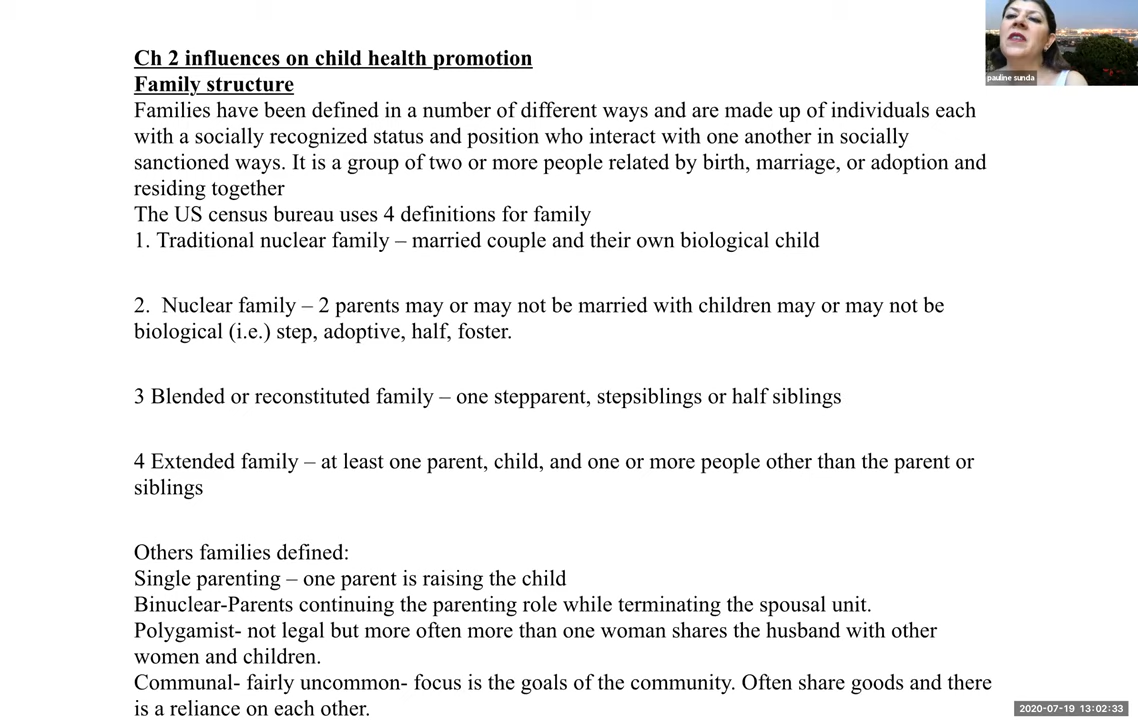 Ch 2 influences on child health promotion
Family structure
Families have been defined in a number of different ways and are made up of individuals each
with a socially recognized status and position who interact with one another in socially
sanctioned ways. It is a group of two or more people related by birth, marriage, or adoption and
residing together
The US census bureau uses 4 definitions for family
1. Traditional nuclear family – married couple and their own biological child
2.  Nuclear family – 2 parents may or may not be married with children may or may not be
biological (i.e.) step, adoptive, half, foster.
3 Blended or reconstituted family – one stepparent, stepsiblings or half siblings
4 Extended family – at least one parent, child, and one or more people other than the parent or
siblings
Others families defined:
Single parenting – one parent is raising the child
Binuclear-Parents continuing the parenting role while terminating the spousal unit.
Polygamist- not legal but more often more than one woman shares the husband with other
women and children.
Communal- fairly uncommon- focus is the goals of the community. Often share goods and there
is a reliance on each other.
pauline sunda
2020-07-19 13:02:33